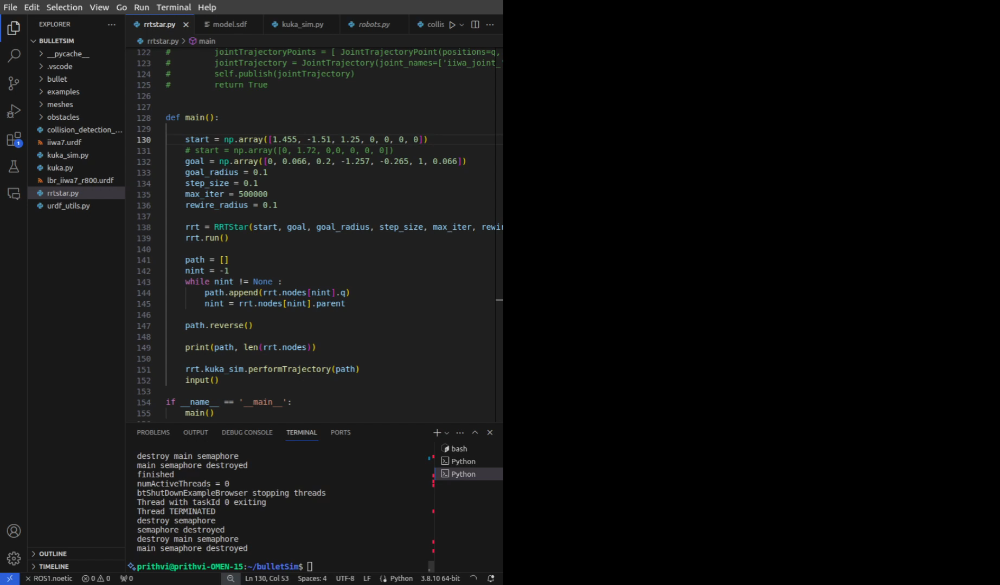 File Edit Selection View Go Run Terminal Help
EXPLORER
BULLETSIM
__pycache__
.vscode
bullet
examples
meshes
obstacles
collision_detection_...
iiwa7.urdf
kuka_sim.py
kuka.py
lbr_iiwa7_r800.urdf
rrtstar.py
urdf_utils.py
OUTLINE
TIMELINE
1
rrtstar.py model.sdf kuka_sim.py robots.py collis
rrtstar.py > main
122 # jointTrajectoryPoints = [ JointTrajectoryPoint(positions=q,
123 # jointTrajectory = JointTrajectory(joint_names=['iiwa_joint_'
124 # self.publish(jointTrajectory)
125 # return True
126
127
128 def main():
129
130 start = np.array([1.455, -1.51, 1.25, 0, 0, 0, 0])
131 # start = np.array([0, 1.72, 0,0, 0, 0, 0])
132 goal = np.array([0, 0.066, 0.2, -1.257, -0.265, 1, 0.066])
133 goal_radius = 0.1
134 step_size = 0.1
135 max_iter = 500000
136 rewire_radius = 0.1
137
138 rrt = RRTStar(start, goal, goal_radius, step_size, max_iter, rewir
139 rrt.run()
140
141 path = []
142 nint = -1
143 while nint != None :
144 path.append(rrt.nodes[nint].q)
145 nint = rrt.nodes[nint].parent
146
147 path.reverse()
148
149 print(path, len(rrt.nodes))
150
151 rrt.kuka_sim.performTrajectory(path)
152 input()
153
154 if __name__ == '__main__':
155 main()
PROBLEMS OUTPUT DEBUG CONSOLE TERMINAL PORTS
destroy main semaphore
main semaphore destroyed
finished
numActiveThreads = 0
btShutDownExampleBrowser stopping threads
Thread with taskId 0 exiting
Thread TERMINATED
destroy semaphore
semaphore destroyed
destroy main semaphore
main semaphore destroyed
prithvi@prithvi-OMEN-15:~/bulletSim$
bash
Python
Python
ROS1.noetic 0 0 0 Ln 130, Col 53 Spaces: 4 UTF-8 LF Python 3.8.10 64-bit